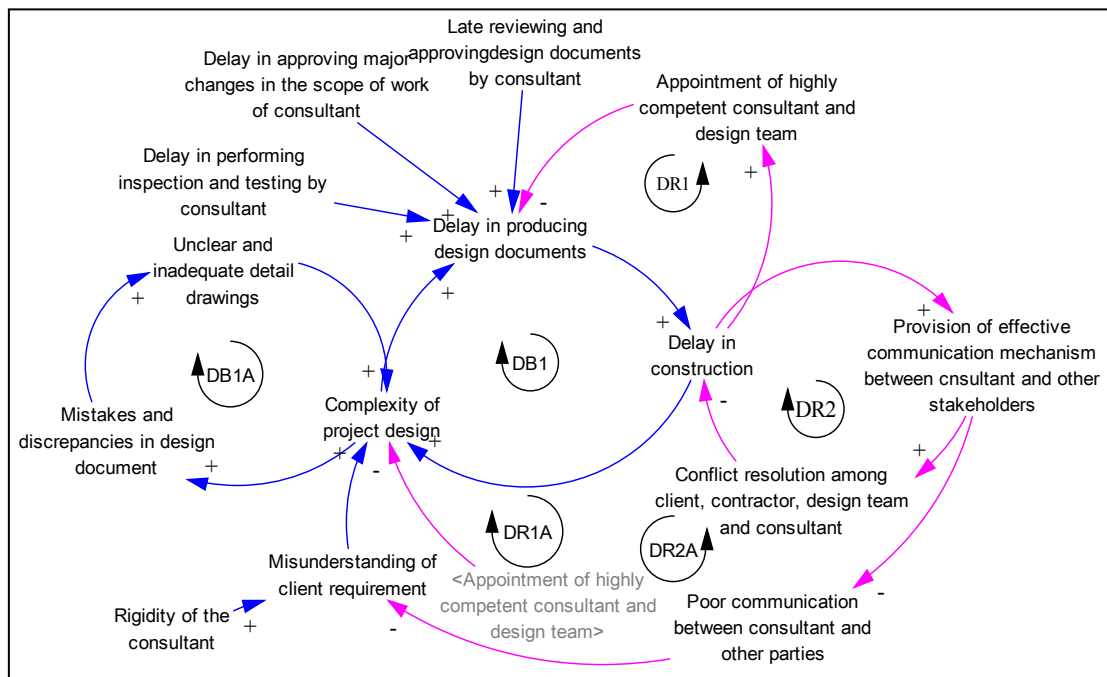 Late reviewing and
approvingdesign documents
by consultant
Delay in approving major
changes in the scope of work
of consultant
Appointment of highly
competent consultant and
design team
Delay in performing
inspection and testing by
consultant
DR1
+
+
+
+
-
Delay in producing
design documents
Unclear and
inadequate detail
drawings
+
+
+
+
Provision of effective
communication mechanism
between cnsultant and other
stakeholders
Delay in
construction
DB1A
DB1
+
-
DR2
Complexity of
project design
Mistakes and
discrepancies in design
document
+
+
+
-
+
Conflict resolution among
client, contractor, design team
and consultant
DR1A
DR2A
Misunderstanding of
client requirement
<Appointment of highly
competent consultant and
design team>
-
Poor communication
between consultant and
other parties
Rigidity of the
consultant
+
-